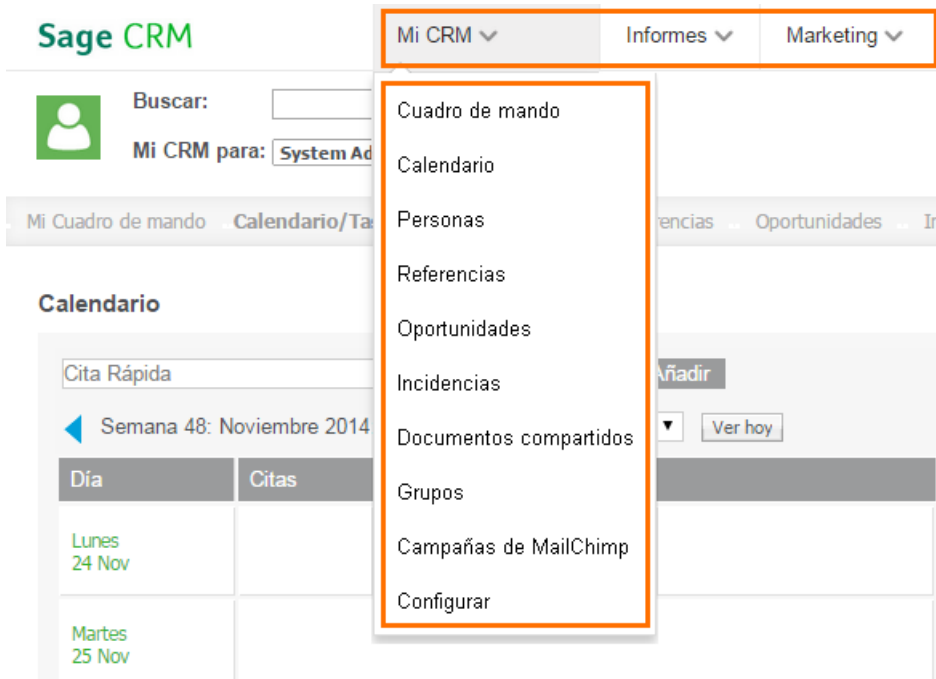 Sage CRM
Mi CRM
Informes
Marketing
Buscar:
Mi CRM para: System Ad
Mi Cuadro de mando
Calendario/Ta
encias
Oportunidades
Cuadro de mando
Calendario
Personas
Referencias
Oportunidades
Incidencias
Documentos compartidos
Grupos
Campañas de MailChimp
Configurar
Calendario
Cita Rápida
Añadir
Semana 48: Noviembre 2014
Ver hoy
Día
Citas
Lunes
24 Nov
Martes
25 Nov